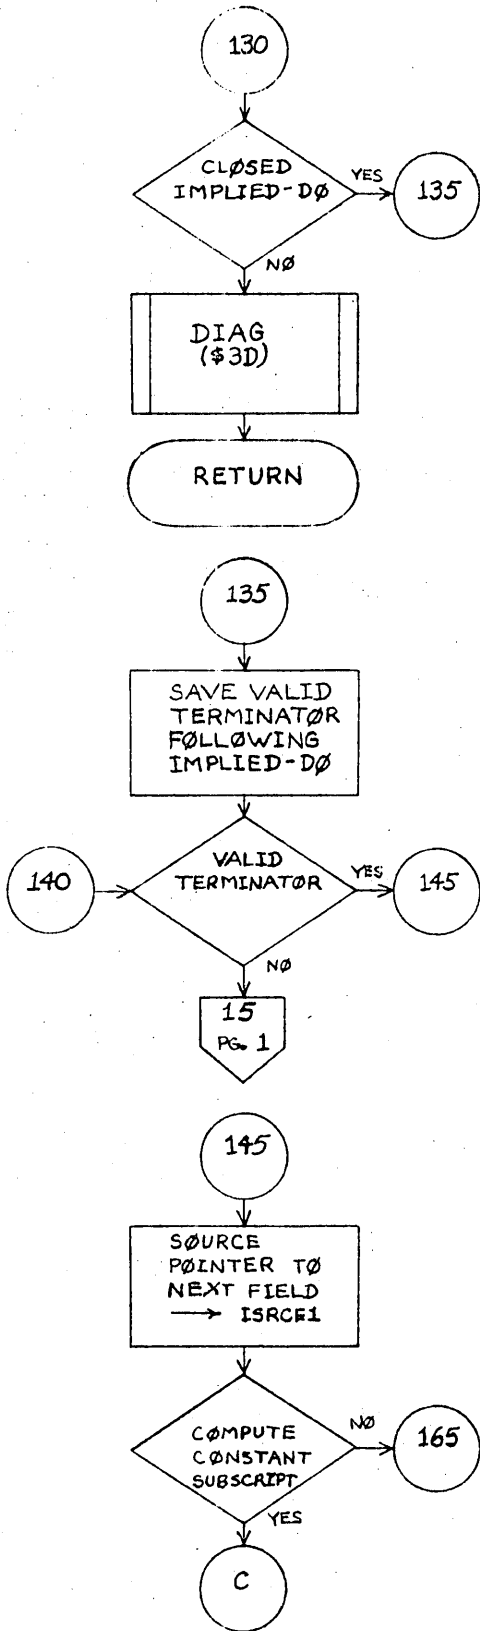 130
CLØSED
IMPLIED-DØ
YES
135
NØ
DIAG
($3D)
RETURN
135
SAVE VALID
TERMINATØR
FØLLØWING
IMPLIED-DØ
140
VALID
TERMINATØR
YES
145
NØ
15
PG. 1
145
SØURCE
PØINTER TØ
NEXT FIELD
→ ISRCE1
CØMPUTE
CØNSTANT
SUBSCRIPT
NØ
165
YES
C